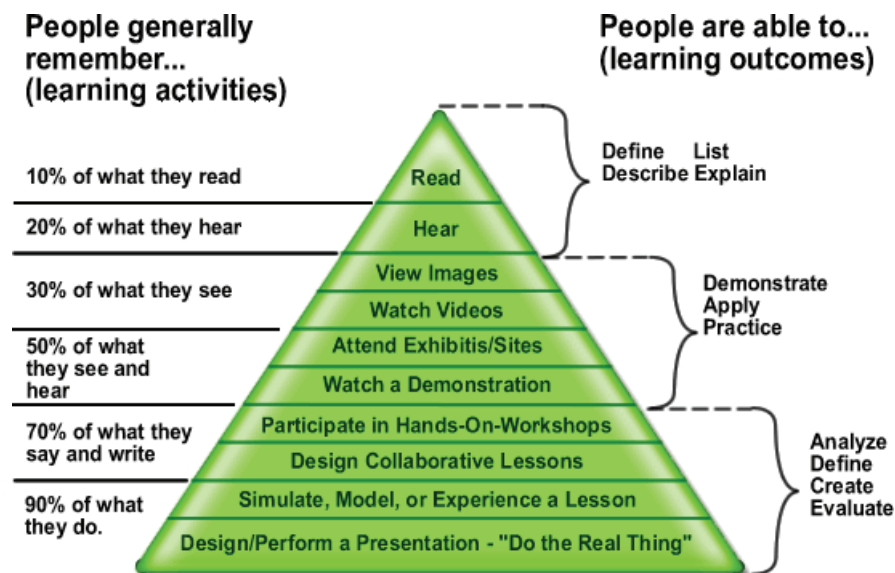 People generally
remember...
(learning activities)
People are able to...
(learning outcomes)
10% of what they read
20% of what they hear
30% of what they see
50% of what
they see and
hear
70% of what they
say and write
90% of what
they do.
Read
Hear
View Images
Watch Videos
Attend Exhibitis/Sites
Watch a Demonstration
Participate in Hands-On-Workshops
Design Collaborative Lessons
Simulate, Model, or Experience a Lesson
Design/Perform a Presentation - "Do the Real Thing"
Define List
Describe Explain
Demonstrate
Apply
Practice
Analyze
Define
Create
Evaluate